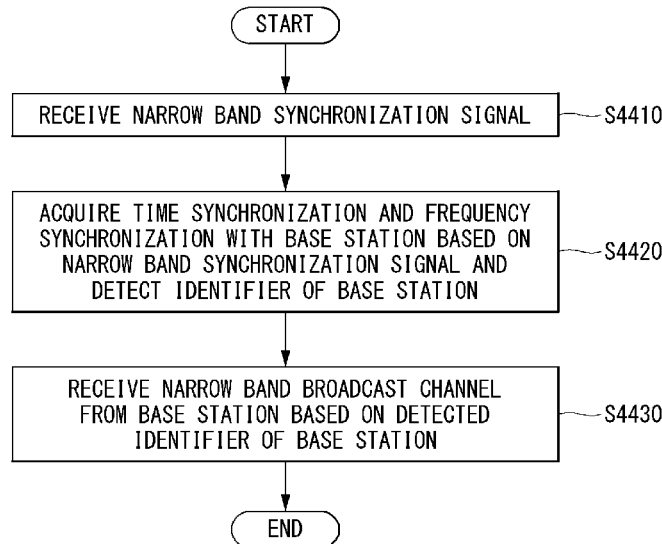 START
RECEIVE NARROW BAND SYNCHRONIZATION SIGNAL
S4410
ACQUIRE TIME SYNCHRONIZATION AND FREQUENCY
SYNCHRONIZATION WITH BASE STATION BASED ON
NARROW BAND SYNCHRONIZATION SIGNAL AND
DETECT IDENTIFIER OF BASE STATION
S4420
RECEIVE NARROW BAND BROADCAST CHANNEL
FROM BASE STATION BASED ON DETECTED
IDENTIFIER OF BASE STATION
S4430
END